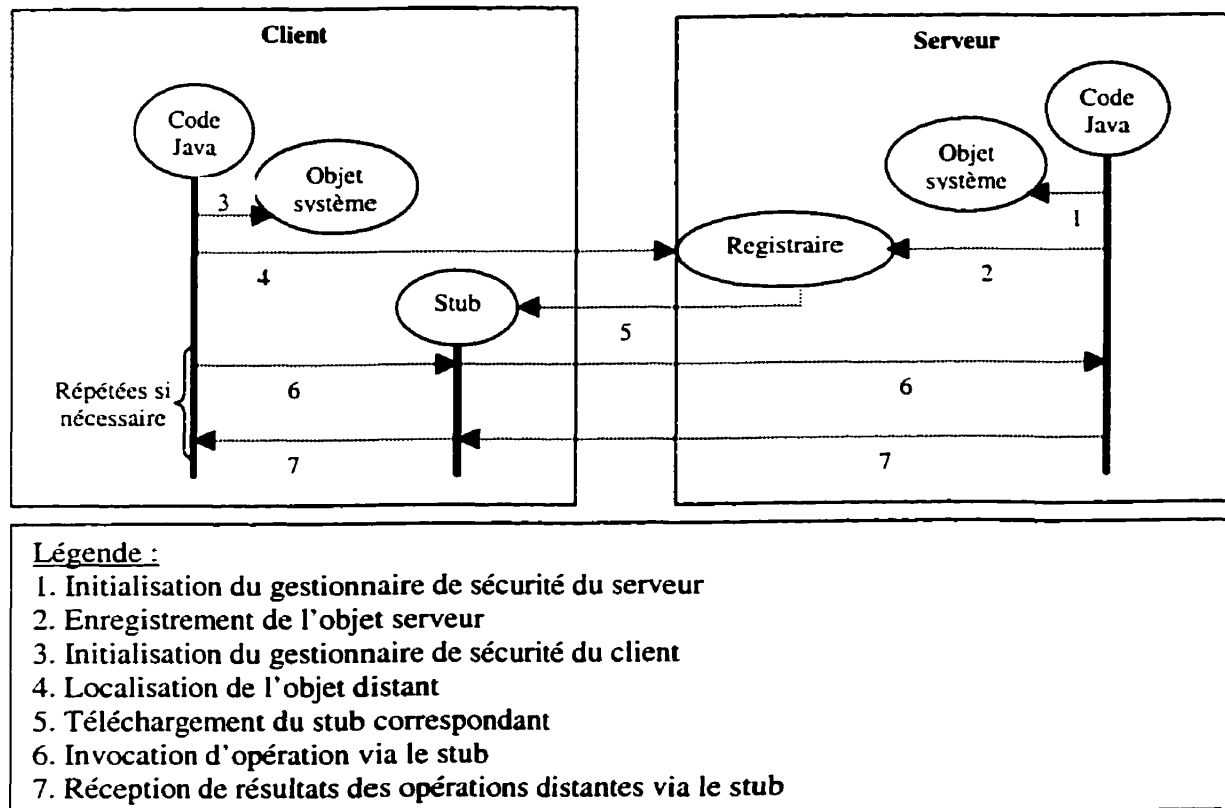 Client
Serveur
Code
Java
Code
Java
Objet
système
Objet
système
3
1
Registraire
4
2
Stub
5
Répétées si
nécessaire
6
6
7
7
Légende :
1. Initialisation du gestionnaire de sécurité du serveur
2. Enregistrement de l'objet serveur
3. Initialisation du gestionnaire de sécurité du client
4. Localisation de l'objet distant
5. Téléchargement du stub correspondant
6. Invocation d'opération via le stub
7. Réception de résultats des opérations distantes via le stub